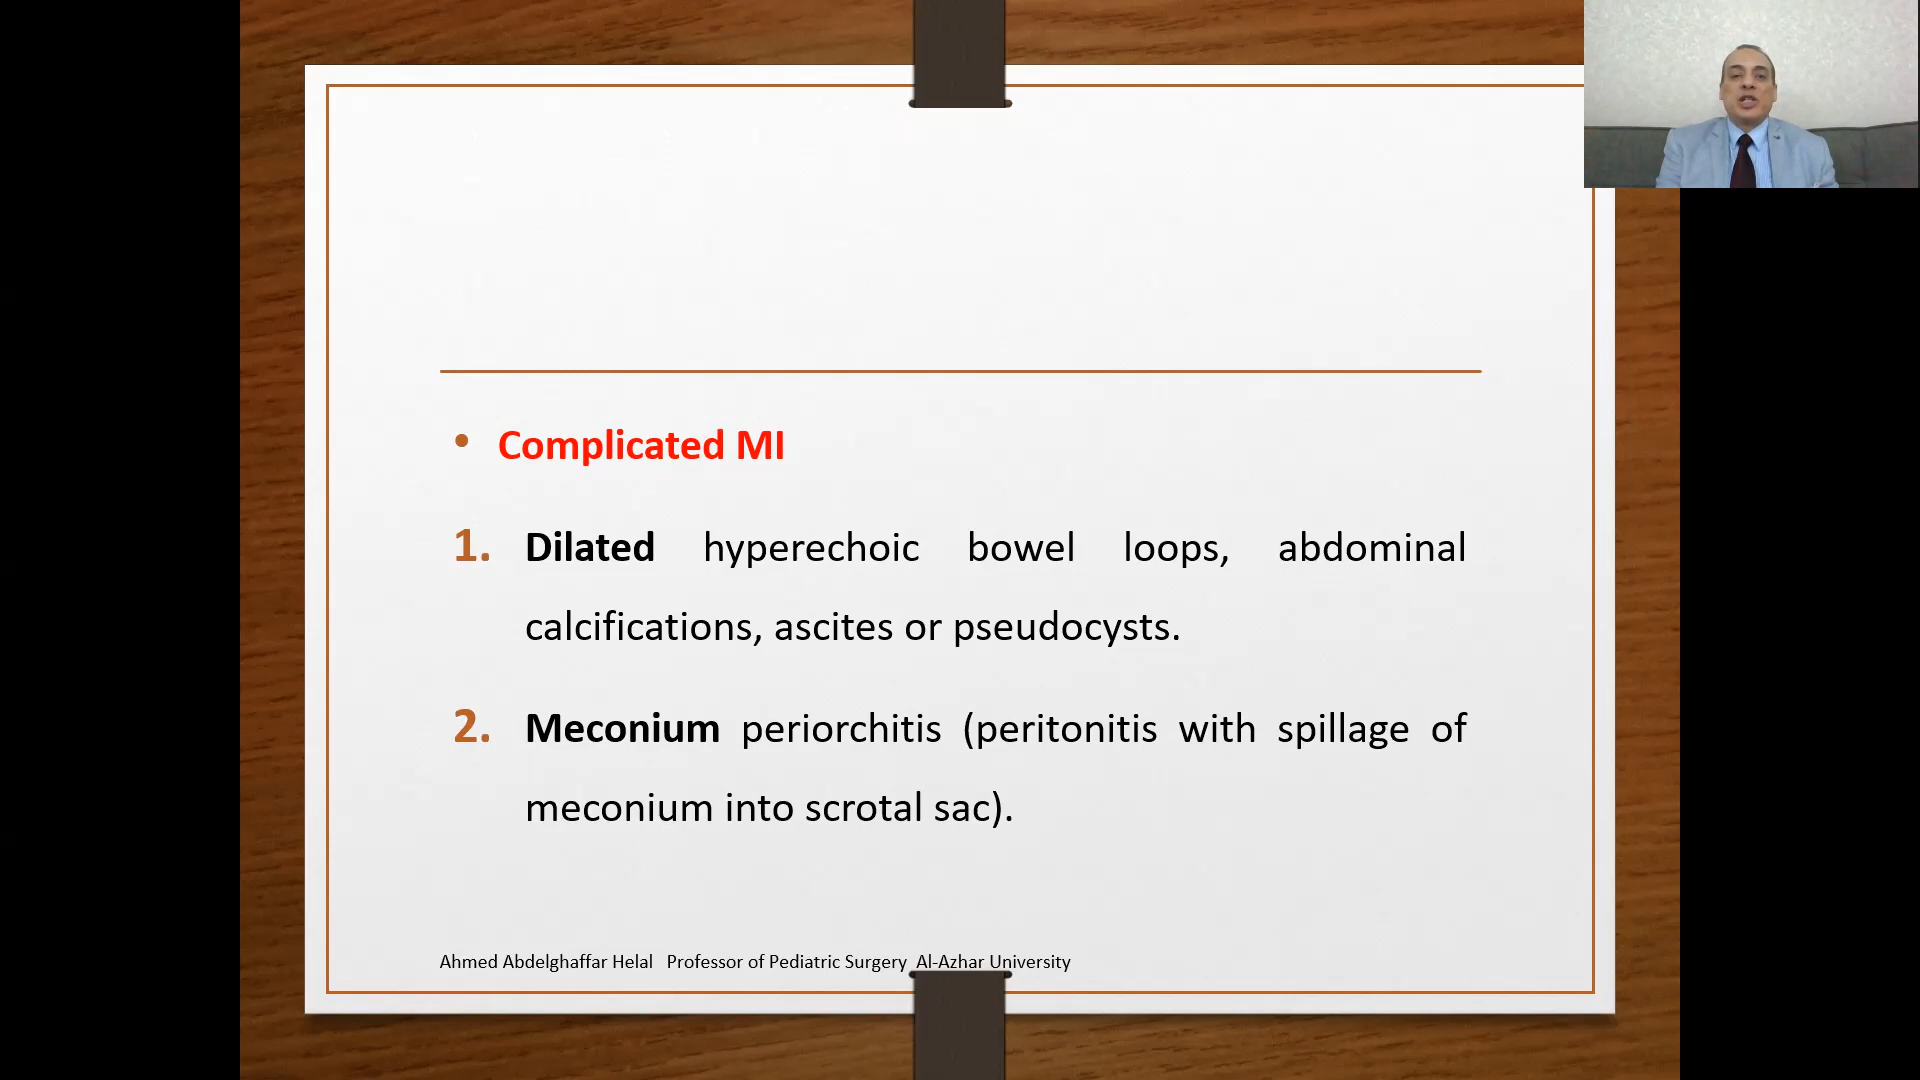 • Complicated MI
1. Dilated hyperechoic bowel loops, abdominal
calcifications, ascites or pseudocysts.
2. Meconium periorchitis (peritonitis with spillage of
meconium into scrotal sac).
Ahmed Abdelghaffar Helal Professor of Pediatric Surgery Al-Azhar University